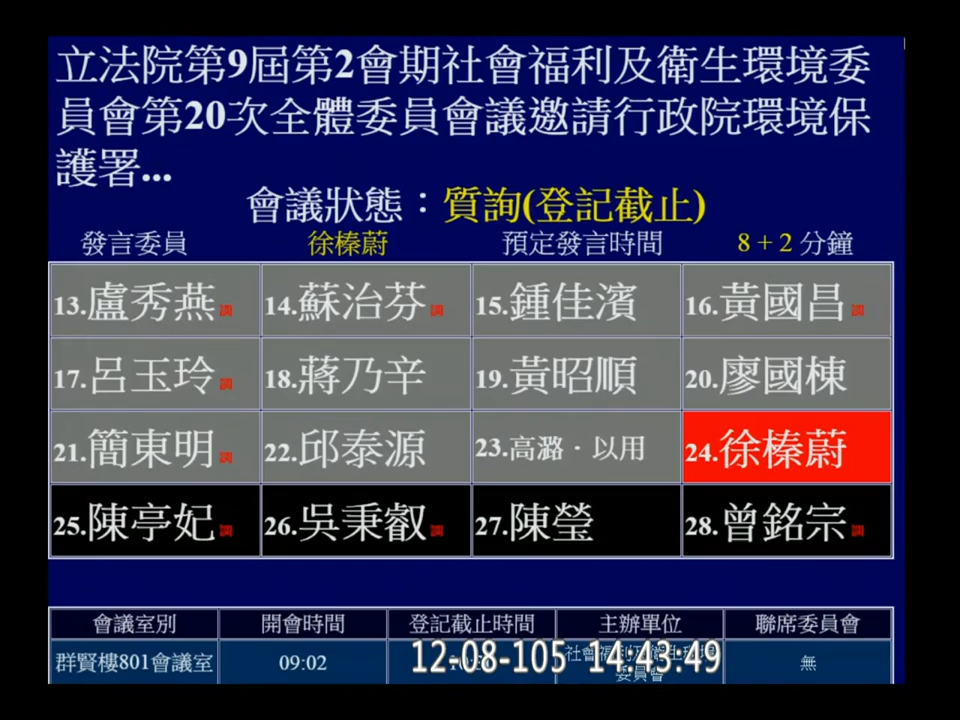 立法院第9屆第2會期社會福利及衛生環境委
員會第20次全體委員會議邀請行政院環境保
護署...
會議狀態：質詢(登記截止)
發言委員 徐榛蔚 預定發言時間 8 + 2 分鐘
13.盧秀燕 14.蘇治芬 15.鍾佳濱 16.黃國昌
17.呂玉玲 18.蔣乃辛 19.黃昭順 20.廖國棟
21.簡東明 22.邱泰源 23.高潞．以用 24.徐榛蔚
25.陳亭妃 26.吳秉叡 27.陳瑩 28.曾銘宗
會議室別 開會時間 登記截止時間 主辦單位 聯席委員會
群賢樓801會議室 09:02 12-08-105 14:43:49 無
委員會